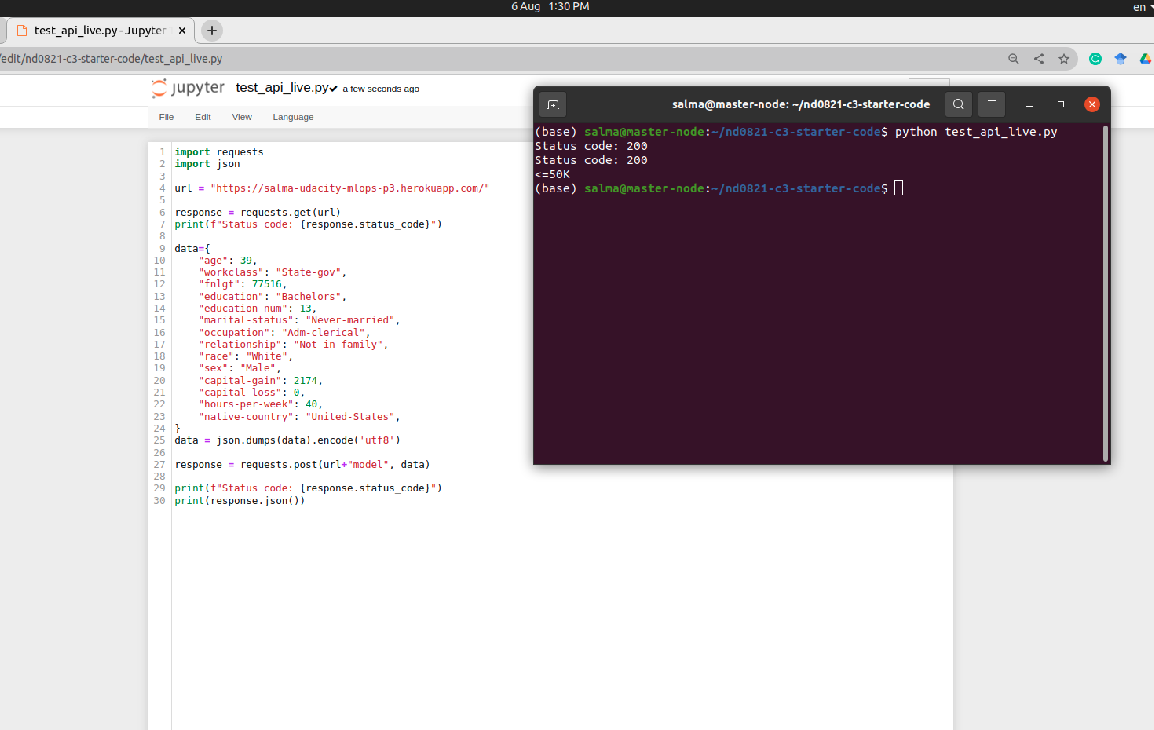 6 Aug 1:30 PM
en
test_api_live.py - Jupyter
/edit/nd0821-c3-starter-code/test_api_live.py
jupyter test_api_live.py✔ a few seconds ago
File Edit View Language
1 import requests
2 import json
3
4 url = "https://salma-udacity-mlops-p3.herokuapp.com/"
5
6 response = requests.get(url)
7 print(f"Status code: {response.status_code}")
8
9 data={
10 "age": 39,
11 "workclass": "State-gov",
12 "fnlgt": 77516,
13 "education": "Bachelors",
14 "education-num": 13,
15 "marital-status": "Never-married",
16 "occupation": "Adm-clerical",
17 "relationship": "Not-in-family",
18 "race": "White",
19 "sex": "Male",
20 "capital-gain": 2174,
21 "capital-loss": 0,
22 "hours-per-week": 40,
23 "native-country": "United-States",
24 }
25 data = json.dumps(data).encode('utf8')
26
27 response = requests.post(url+"model", data)
28
29 print(f"Status code: {response.status_code}")
30 print(response.json())
salma@master-node: ~/nd0821-c3-starter-code
(base) salma@master-node:~/nd0821-c3-starter-code$ python test_api_live.py
Status code: 200
Status code: 200
<=50K
(base) salma@master-node:~/nd0821-c3-starter-code$